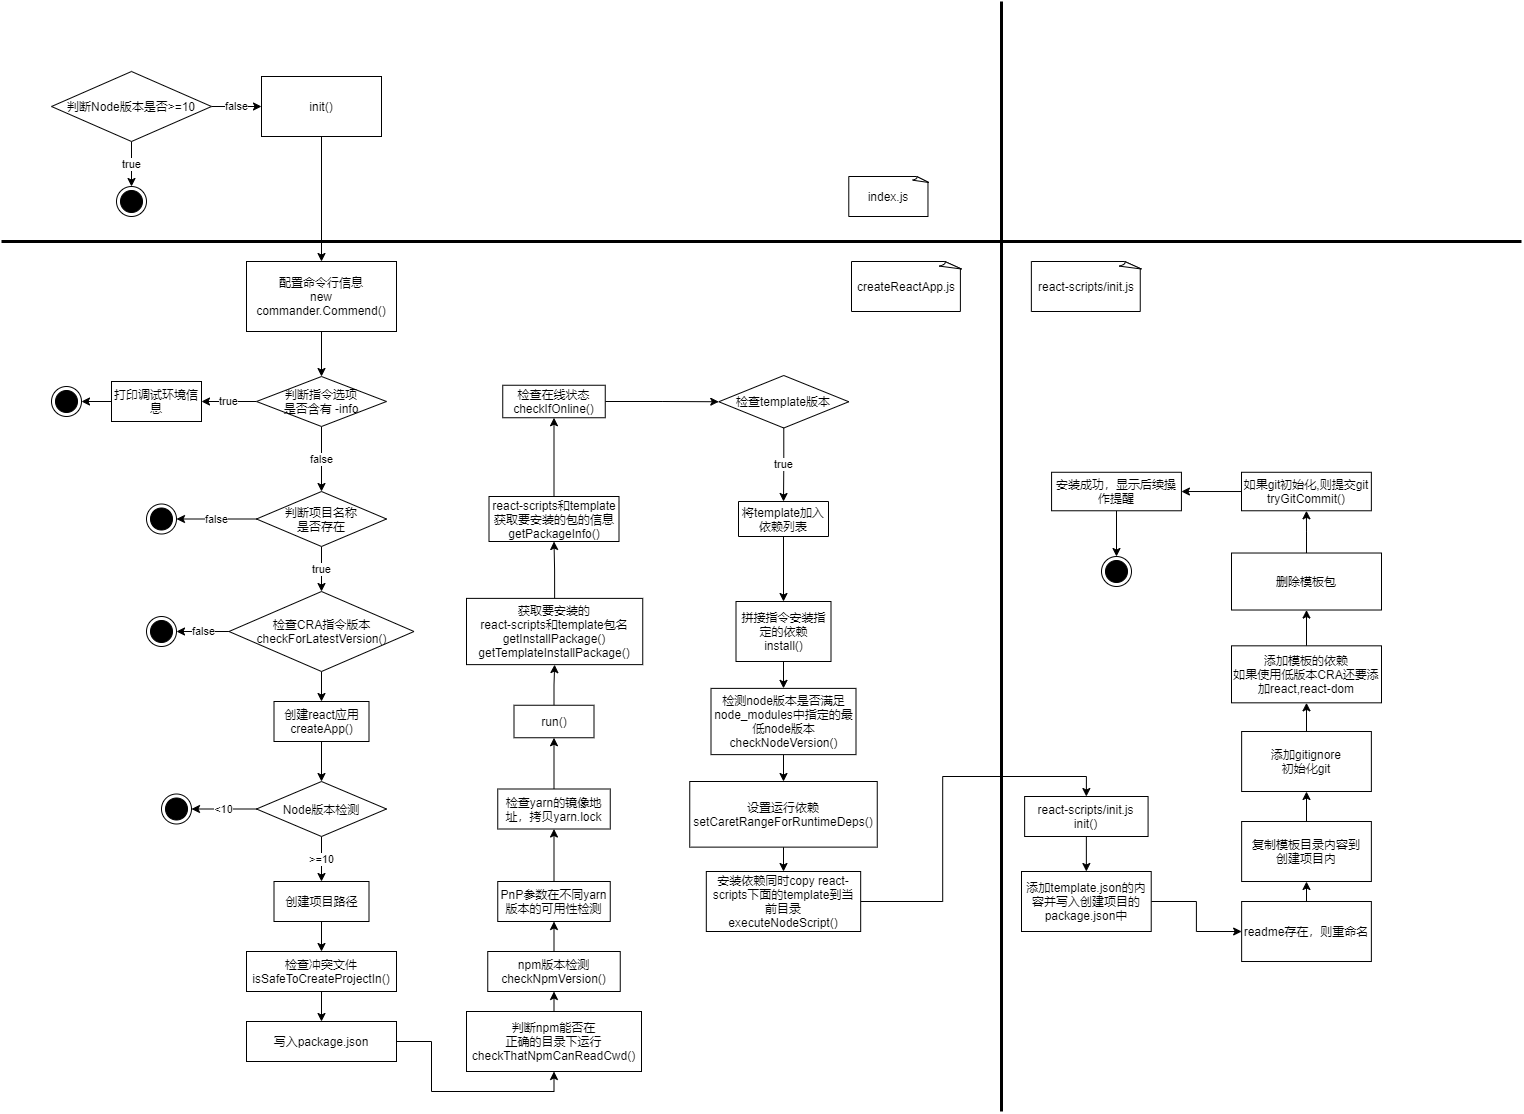 判断Node版本是否>=10
false
init()
true
index.js
配置命令行信息
new
commander.Commend()
createReactApp.js
react-scripts/init.js
判断指令选项
是否含有 -info
true
打印调试环境信
息
false
判断项目名称
是否存在
false
true
检查CRA指令版本
checkForLatestVersion()
false
创建react应用
createApp()
Node版本检测
<10
>=10
创建项目路径
检查冲突文件
isSafeToCreateProjectIn()
写入package.json
判断npm能否在
正确的目录下运行
checkThatNpmCanReadCwd()
npm版本检测
checkNpmVersion()
PnP参数在不同yarn
版本的可用性检测
检查yarn的镜像地
址，拷贝yarn.lock
run()
获取要安装的
react-scripts和template包名
getInstallPackage()
getTemplateInstallPackage()
react-scripts和template
获取要安装的包的信息
getPackageInfo()
检查在线状态
checkIfOnline()
检查template版本
true
将template加入
依赖列表
拼接指令安装指
定的依赖
install()
检测node版本是否满足
node_modules中指定的最
低node版本
checkNodeVersion()
设置运行依赖
setCaretRangeForRuntimeDeps()
安装依赖同时copy react-
scripts下面的template到当
前目录
executeNodeScript()
react-scripts/init.js
init()
添加template.json的内
容并写入创建项目的
package.json中
readme存在，则重命名
复制模板目录内容到
创建项目内
添加gitignore
初始化git
添加模板的依赖
如果使用低版本CRA还要添
加react,react-dom
删除模板包
如果git初始化,则提交git
tryGitCommit()
安装成功，显示后续操
作提醒